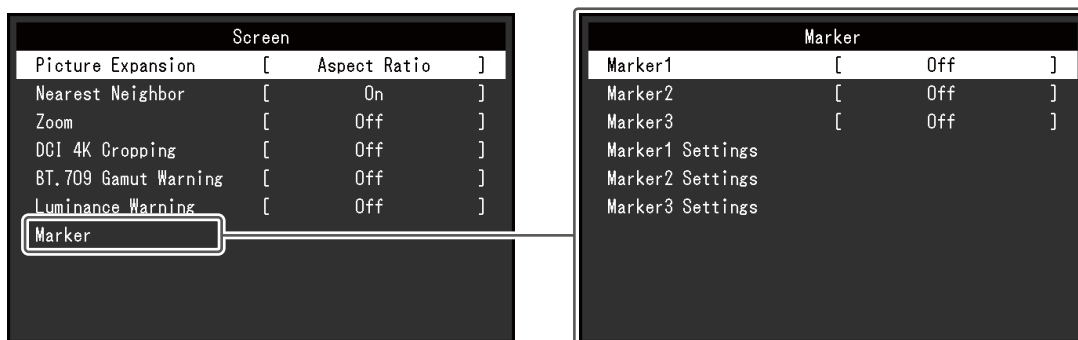 Screen
Picture Expansion [ Aspect Ratio ]
Nearest Neighbor [ On ]
Zoom [ Off ]
DCI 4K Cropping [ Off ]
BT.709 Gamut Warning [ Off ]
Luminance Warning [ Off ]
Marker
Marker
Marker1 [ Off ]
Marker2 [ Off ]
Marker3 [ Off ]
Marker1 Settings
Marker2 Settings
Marker3 Settings